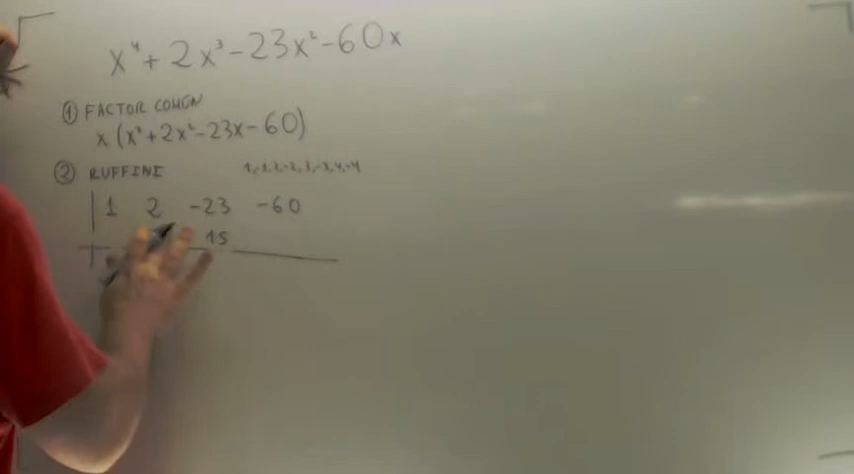 x⁴ + 2x³ - 23x² - 60x
① FACTOR COMÚN
x (x³ + 2x² - 23x - 60)
② RUFFINI 1,-1,2,-2,3,-3,4,-4
1 2 -23 -60
15